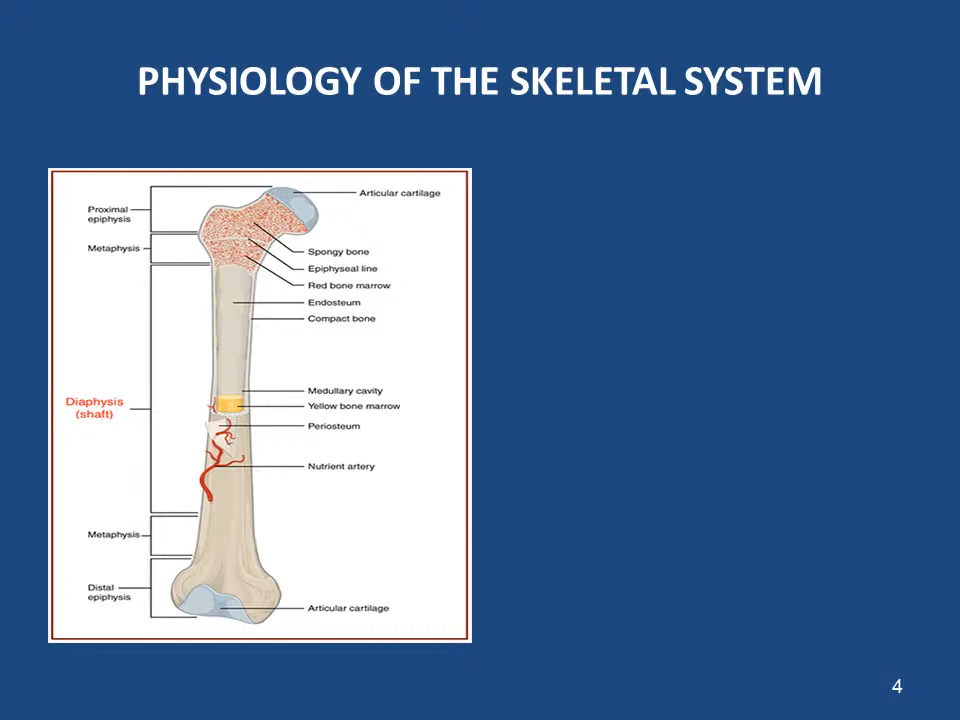 PHYSIOLOGY OF THE SKELETAL SYSTEM
Articular cartilage
Proximal
epiphysis
Metaphysis
Spongy bone
Epiphyseal line
Red bone marrow
Endosteum
Compact bone
Medullary cavity
Diaphysis
(shaft)
Yellow bone marrow
Periosteum
Nutrient artery
Metaphysis
Distal
epiphysis
Articular cartilage
4